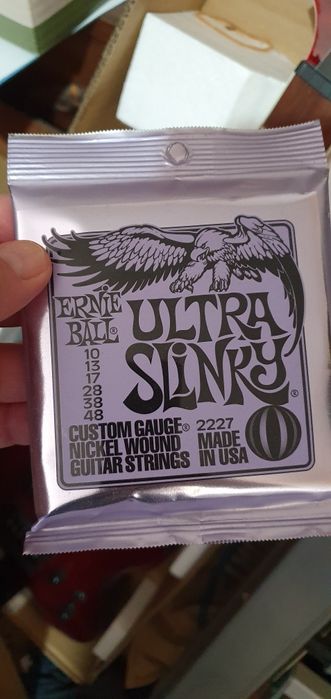 ERNIE
BALL®
ULTRA
SLINKY®
10
13
17
28
38
48
CUSTOM GAUGE®
NICKEL WOUND
GUITAR STRINGS
2227
MADE
IN USA